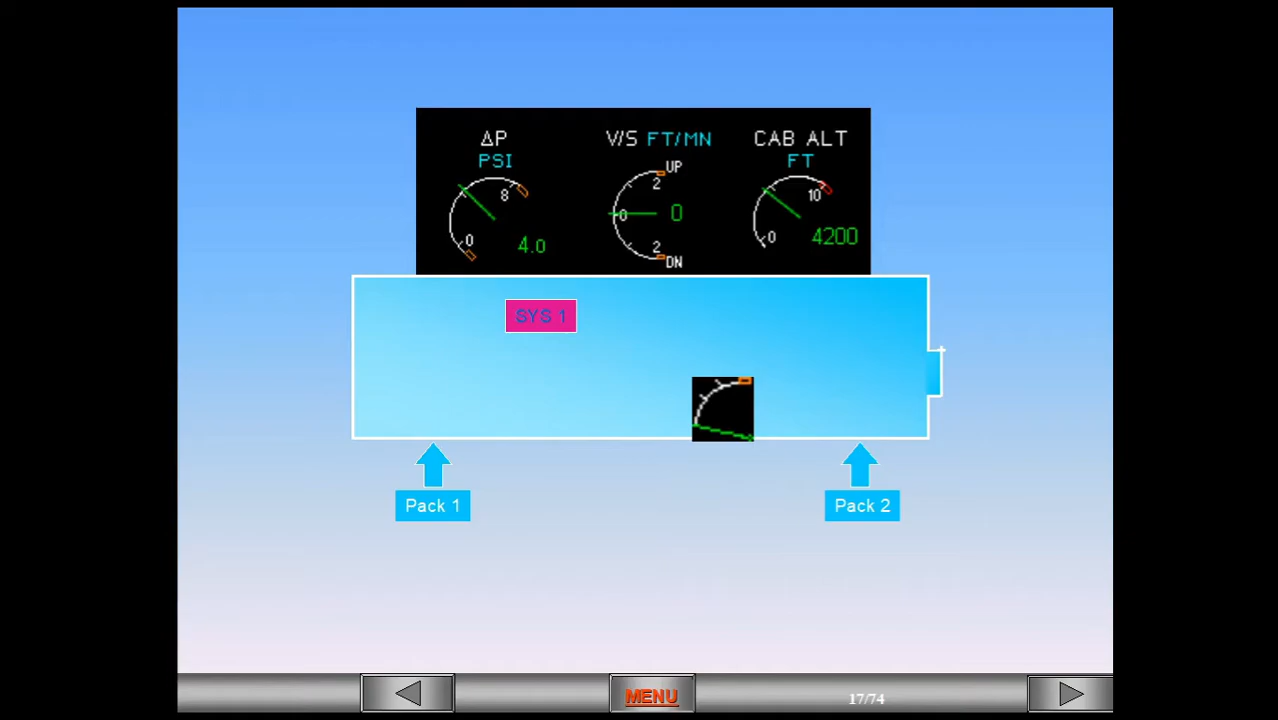 ΔP
PSI
8
0
4.0
V/S FT/MN
UP
2
0
0
2
DN
CAB ALT
FT
10
0
4200
SYS 1
Pack 1
Pack 2
MENU
17/74